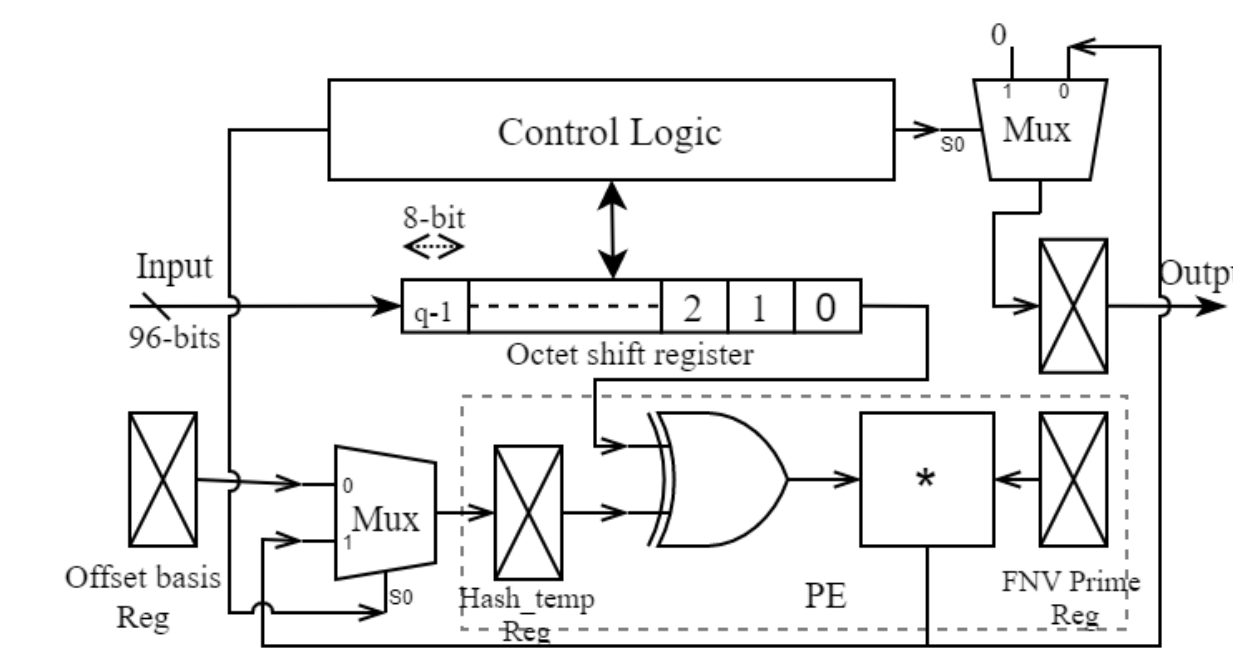 0
1
0
Mux
S0
Control Logic
8-bit
Input
96-bits
q-1
2
1
0
Octet shift register
Outpu
0
Mux
1
S0
Offset basis
Reg
Hash_temp
Reg
*
PE
FNV Prime
Reg